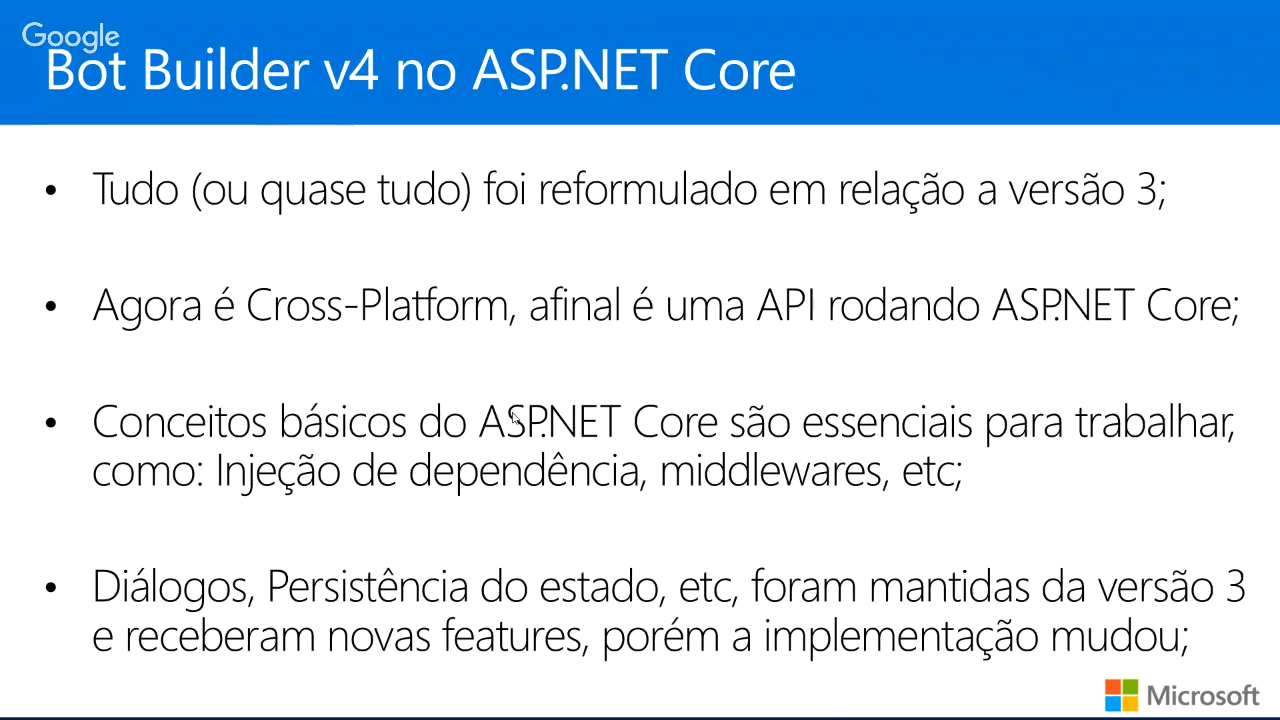 Google
Bot Builder v4 no ASP.NET Core
• Tudo (ou quase tudo) foi reformulado em relação a versão 3;
• Agora é Cross-Platform, afinal é uma API rodando ASP.NET Core;
• Conceitos básicos do ASP.NET Core são essenciais para trabalhar,
como: Injeção de dependência, middlewares, etc;
• Diálogos, Persistência do estado, etc, foram mantidas da versão 3
e receberam novas features, porém a implementação mudou;
Microsoft